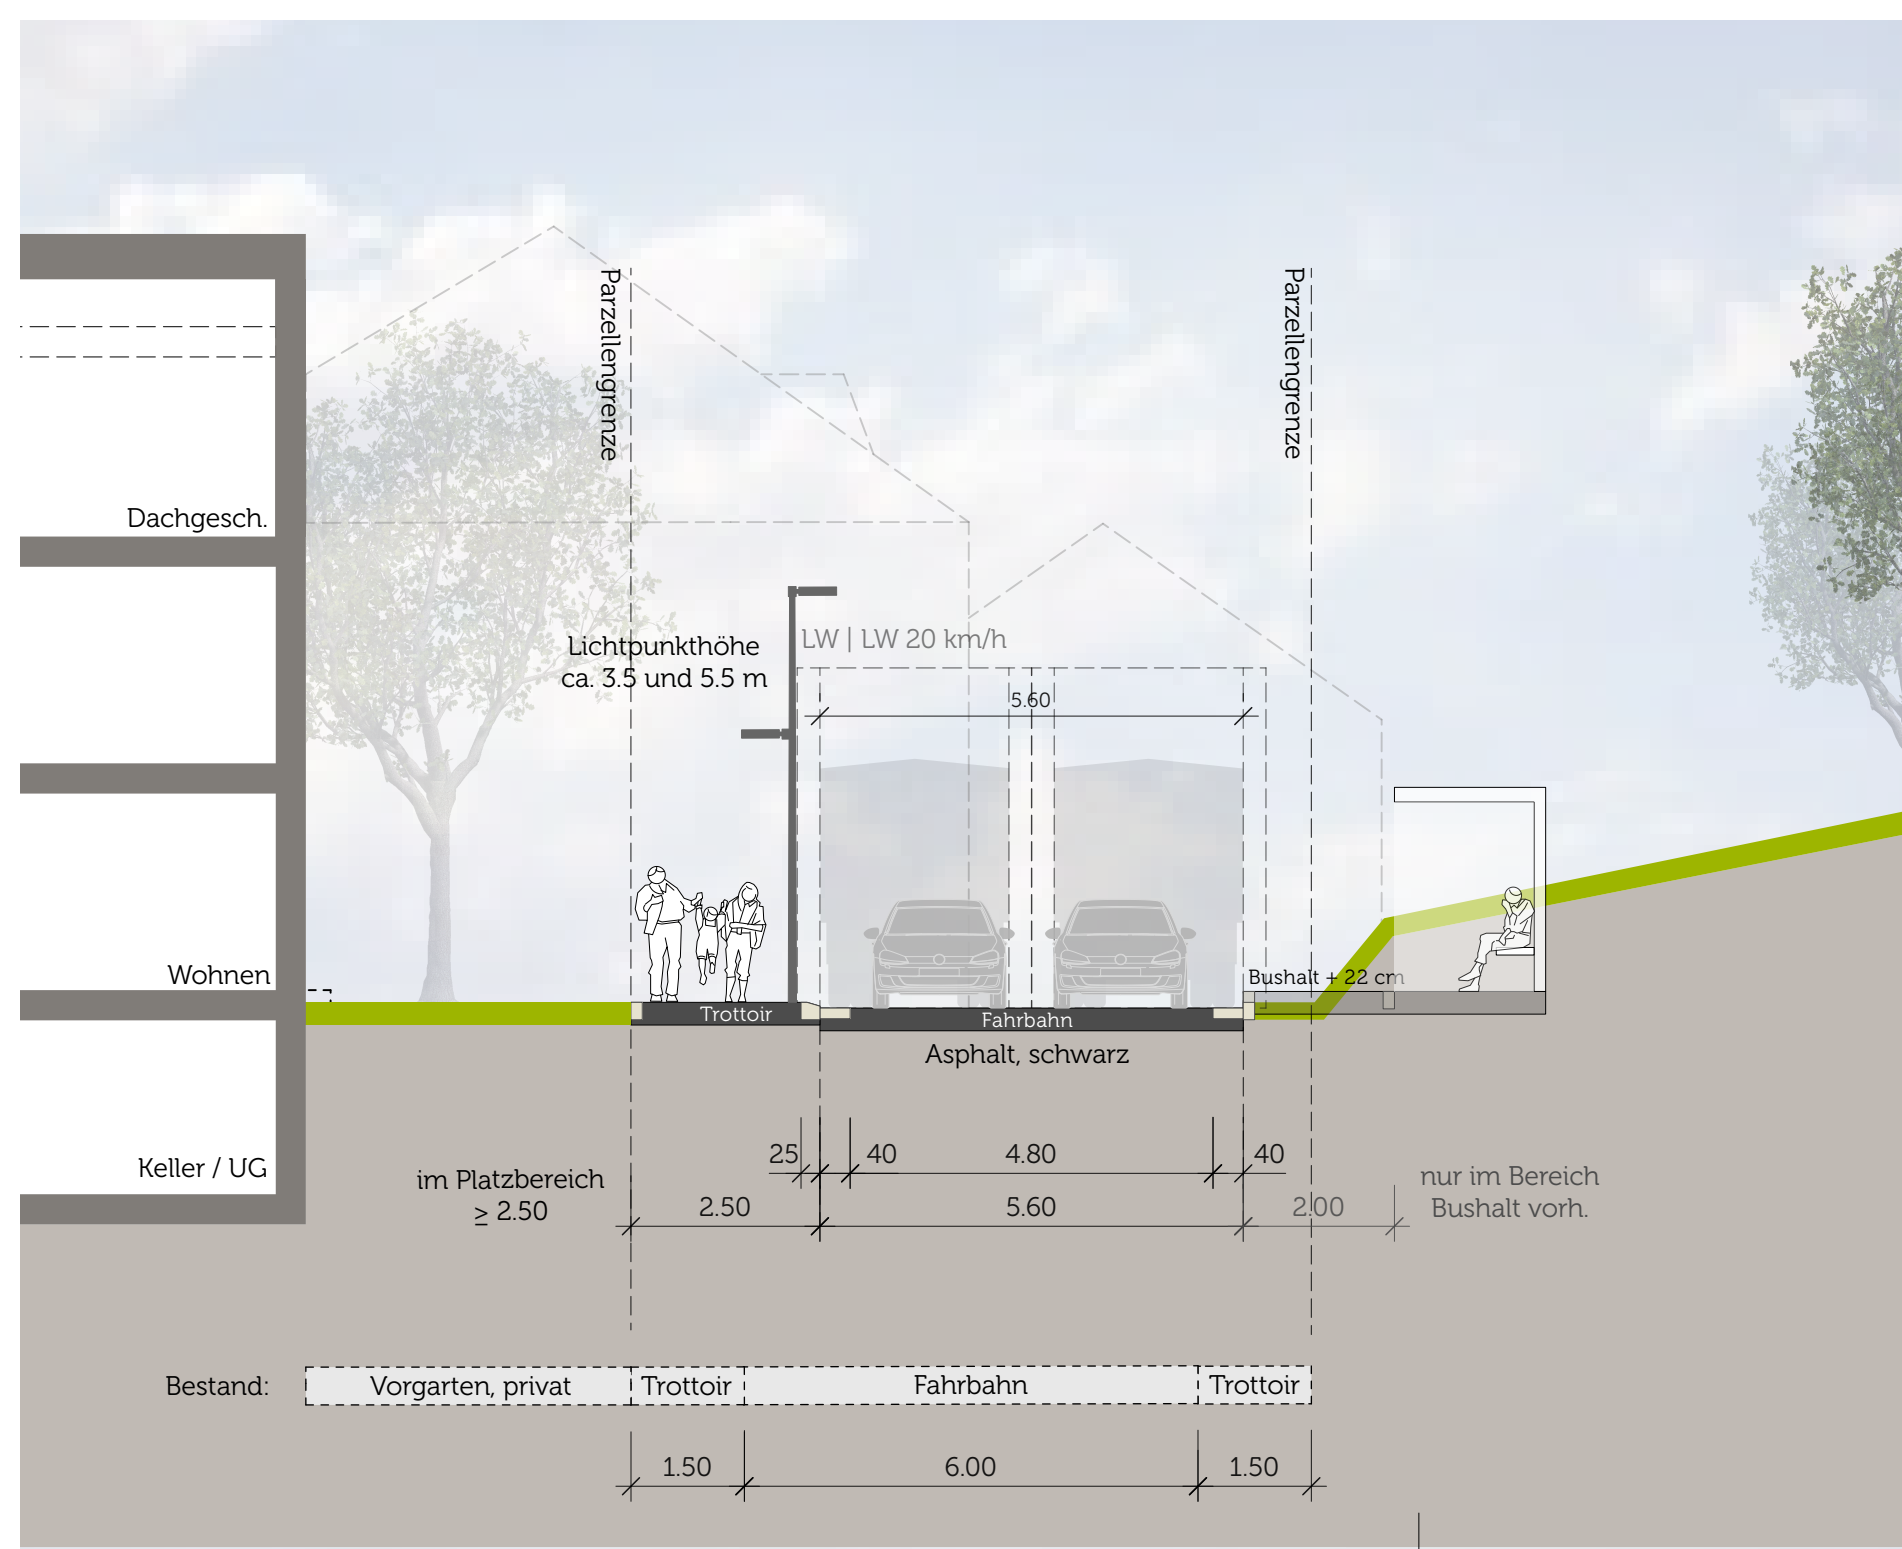 Parzellengrenze
Parzellengrenze
Dachgesch.
Lichtpunkthöhe
ca. 3.5 und 5.5 m
LW | LW 20 km/h
5.60
Wohnen
Bushalt + 22 cm
Trottoir
Fahrbahn
Asphalt, schwarz
Keller / UG
25
40
4.80
40
im Platzbereich
≥ 2.50
2.50
5.60
2.00
nur im Bereich
Bushalt vorh.
Bestand:
Vorgarten, privat
Trottoir
Fahrbahn
Trottoir
1.50
6.00
1.50